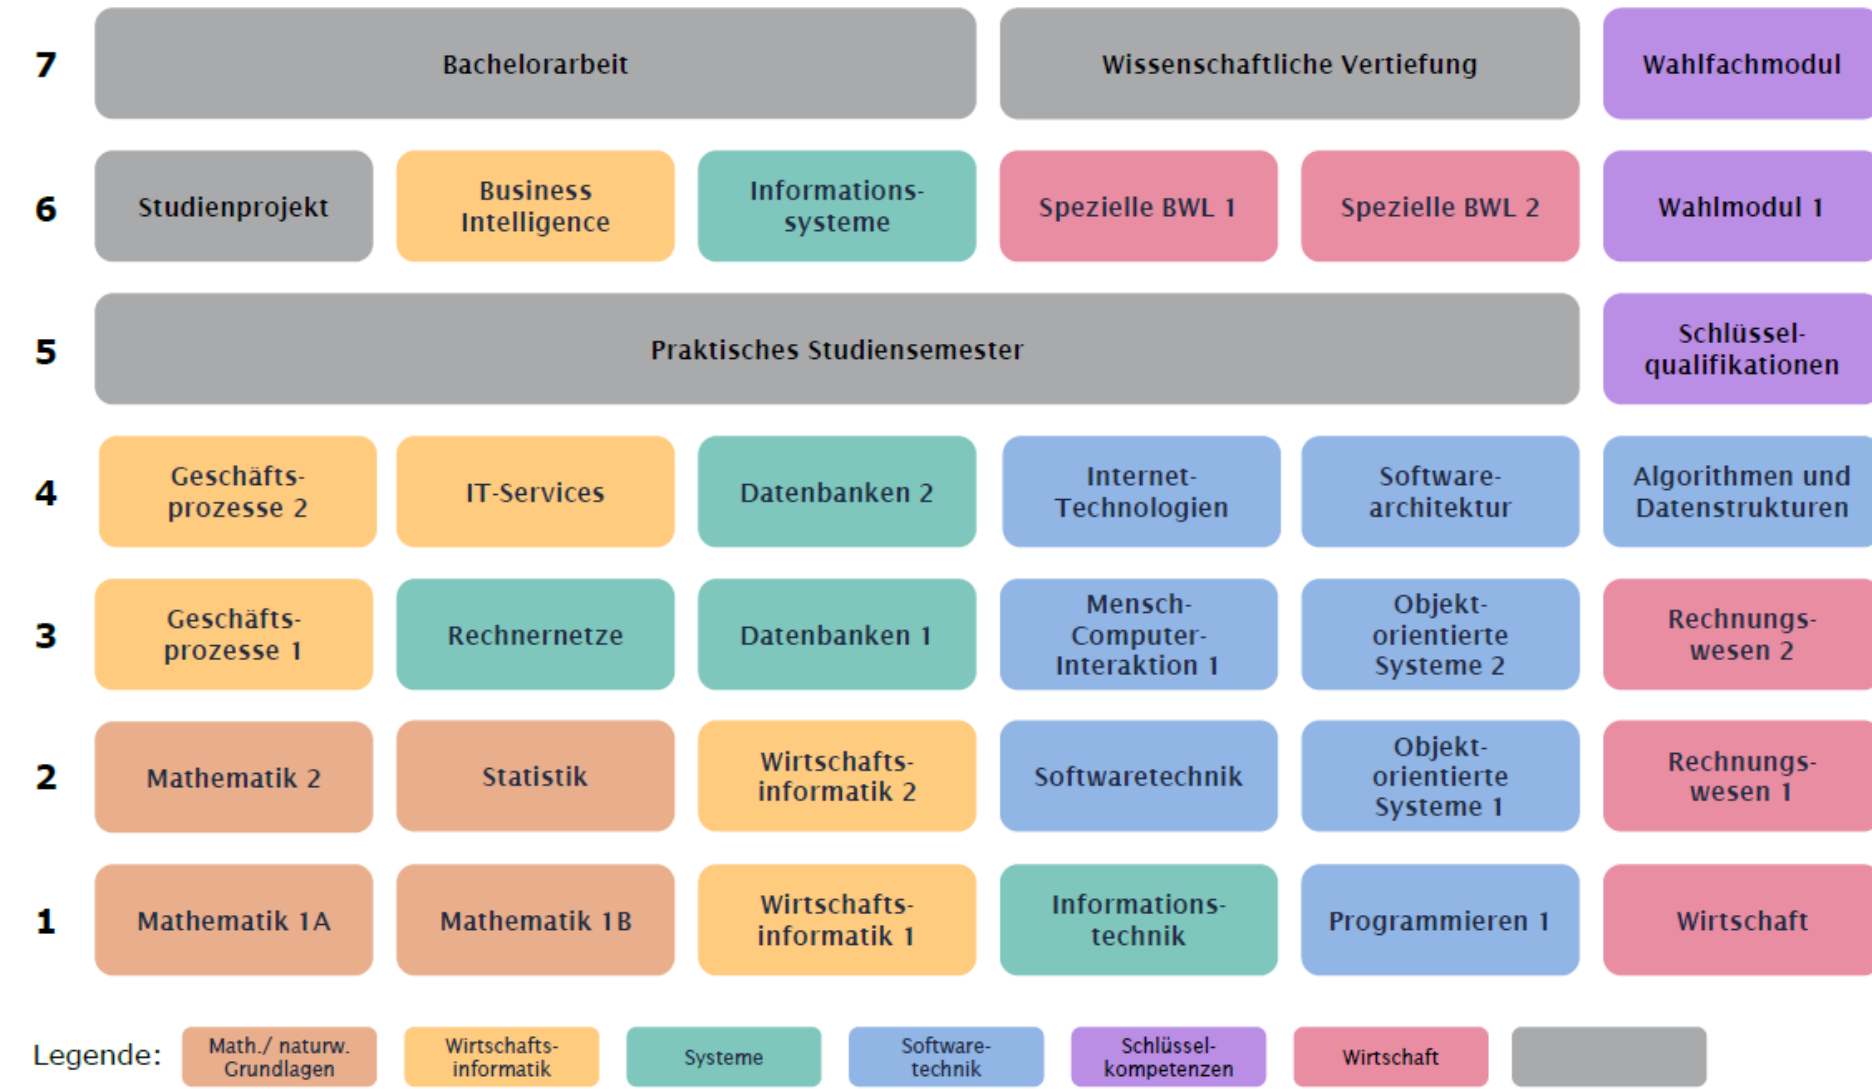 7
Bachelorarbeit
Wissenschaftliche Vertiefung
Wahlfachmodul
6
Studienprojekt
Business
Intelligence
Informations-
systeme
Spezielle BWL 1
Spezielle BWL 2
Wahlmodul 1
5
Praktisches Studiensemester
Schlüssel-
qualifikationen
4
Geschäfts-
prozesse 2
IT-Services
Datenbanken 2
Internet-
Technologien
Software-
architektur
Algorithmen und
Datenstrukturen
3
Geschäfts-
prozesse 1
Rechnernetze
Datenbanken 1
Mensch-
Computer-
Interaktion 1
Objekt-
orientierte
Systeme 2
Rechnungs-
wesen 2
2
Mathematik 2
Statistik
Wirtschafts-
informatik 2
Softwaretechnik
Objekt-
orientierte
Systeme 1
Rechnungs-
wesen 1
1
Mathematik 1A
Mathematik 1B
Wirtschafts-
informatik 1
Informations-
technik
Programmieren 1
Wirtschaft
Legende:
Math./ naturw.
Grundlagen
Wirtschafts-
informatik
Systeme
Software-
technik
Schlüssel-
kompetenzen
Wirtschaft